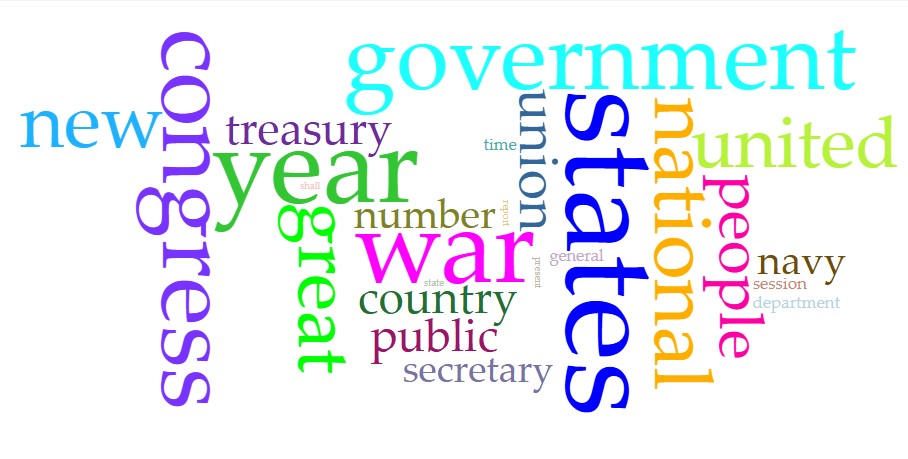 government
congress
new
treasury
year
shall
great
number
war
state
country
public
secretary
time
union
report
present
general
states
national
united
people
navy
session
department